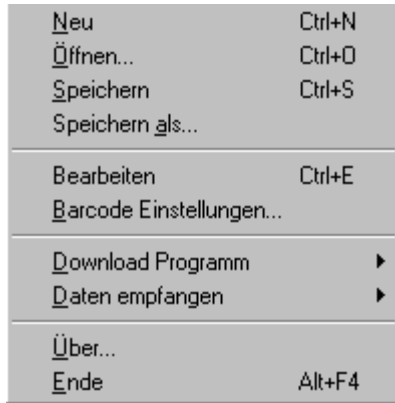 Neu Ctrl+N
Öffnen... Ctrl+O
Speichern Ctrl+S
Speichern als...
Bearbeiten Ctrl+E
Barcode Einstellungen...
Download Programm
Daten empfangen
Über...
Ende Alt+F4